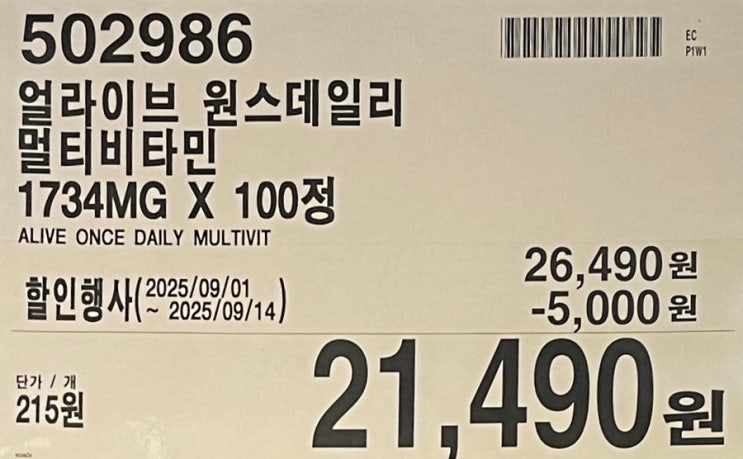 502986
EC
P1W1
얼라이브 원스데일리
멀티비타민
1734MG X 100정
ALIVE ONCE DAILY MULTIVIT
26,490원
할인행사(2025/09/01
~ 2025/09/14)
-5,000원
단가 / 개
215원
21,490원